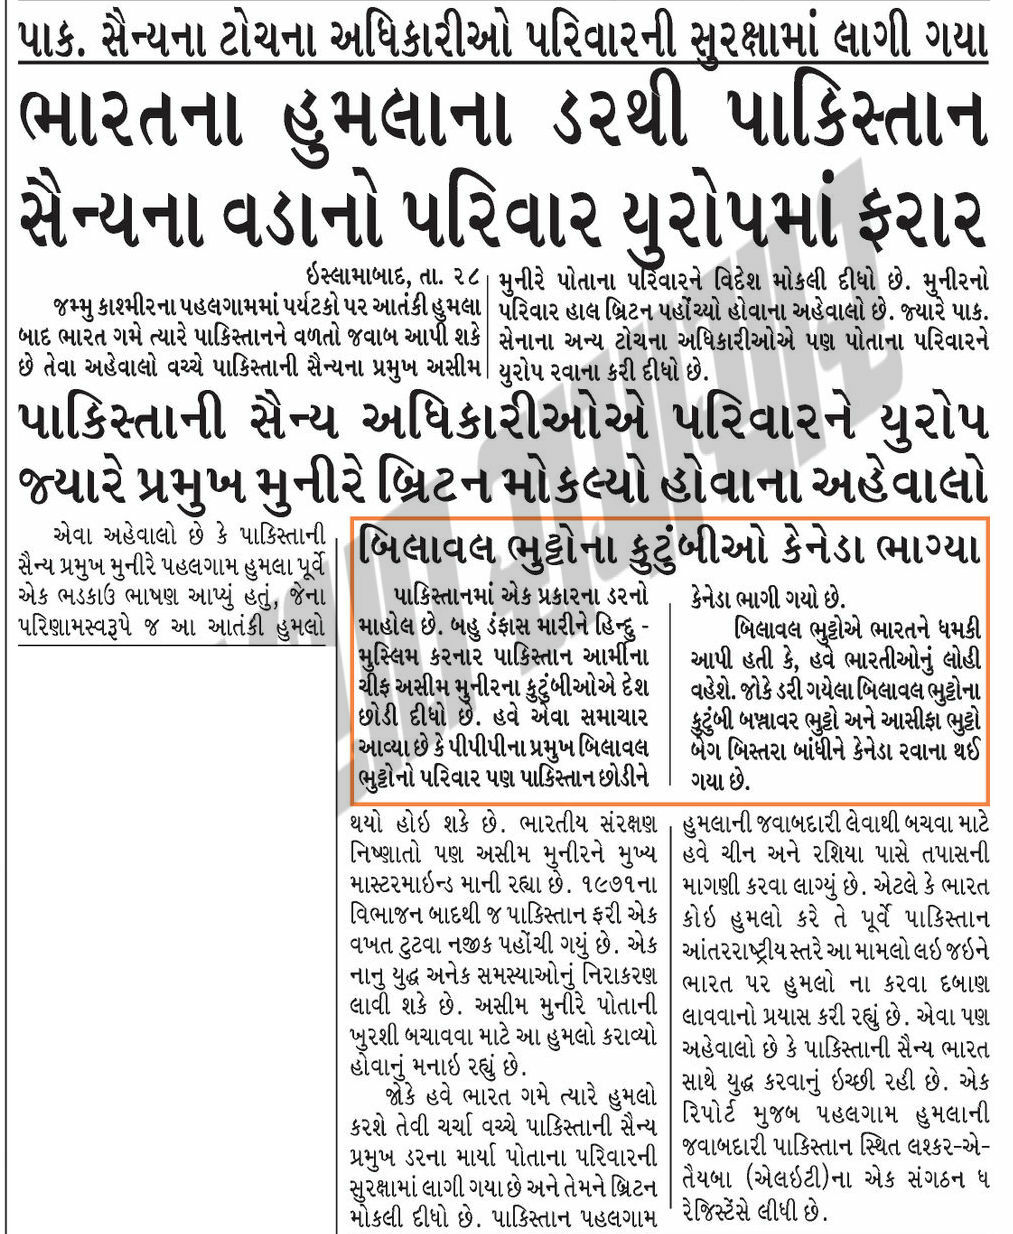 પાક. સૈન્યના ટોચના અધિકારીઓ પરિવારની સુરક્ષામાં લાગી ગયા
ભારતના હુમલાના ડરથી પાકિસ્તાન
સૈન્યના વડાનો પરિવાર યુરોપમાં ફરાર
ઇસ્લામાબાદ, તા. ૨૮
જમ્મુ કાશ્મીરના પહલગામમાં પર્યટકો પર આતંકી હુમલા
બાદ ભારત ગમે ત્યારે પાકિસ્તાનને વળતો જવાબ આપી શકે
છે તેવા અહેવાલો વચ્ચે પાકિસ્તાની સૈન્યના પ્રમુખ અસીમ
મુનીરે પોતાના પરિવારને વિદેશ મોકલી દીધો છે. મુનીરનો
પરિવાર હાલ બ્રિટન પહોંચ્યો હોવાના અહેવાલો છે. જ્યારે પાક.
સેનાના અન્ય ટોચના અધિકારીઓએ પણ પોતાના પરિવારને
યુરોપ રવાના કરી દીધો છે.
પાકિસ્તાની સૈન્ય અધિકારીઓએ પરિવારને યુરોપ
જ્યારે પ્રમુખ મુનીરે બ્રિટન મોકલ્યો હોવાના અહેવાલો
એવા અહેવાલો છે કે પાકિસ્તાની
સૈન્ય પ્રમુખ મુનીરે પહલગામ હુમલા પૂર્વે
એક ભડકાઉ ભાષણ આપ્યું હતું, જેના
પરિણામસ્વરૂપે જ આ આતંકી હુમલો
બિલાવલ ભુટ્ટોના કુટુંબીઓ કેનેડા ભાગ્યા
પાકિસ્તાનમાં એક પ્રકારના ડરનો
માહોલ છે. બહુ ડંફાસ મારીને હિન્દુ -
મુસ્લિમ કરનાર પાકિસ્તાન આર્મીના
ચીફ અસીમ મુનીરના કુટુંબીઓએ દેશ
છોડી દીધો છે. હવે એવા સમાચાર
આવ્યા છે કે પીપીપીના પ્રમુખ બિલાવલ
ભુટ્ટોનો પરિવાર પણ પાકિસ્તાન છોડીને
કેનેડા ભાગી ગયો છે.
બિલાવલ ભુટ્ટોએ ભારતને ધમકી
આપી હતી કે, હવે ભારતીઓનું લોહી
વહેશે. જોકે ડરી ગયેલા બિલાવલ ભુટ્ટોના
કુટુંબી બખ્તાવર ભુટ્ટો અને આસીફા ભુટ્ટો
બેગ બિસ્તરા બાંધીને કેનેડા રવાના થઈ
ગયા છે.
થયો હોઇ શકે છે. ભારતીય સંરક્ષણ
નિષ્ણાતો પણ અસીમ મુનીરને મુખ્ય
માસ્ટરમાઇન્ડ માની રહ્યા છે. ૧૯૭૧ના
વિભાજન બાદથી જ પાકિસ્તાન ફરી એક
વખત ટુટવા નજીક પહોંચી ગયું છે. એક
નાનુ યુદ્ધ અનેક સમસ્યાઓનું નિરાકરણ
લાવી શકે છે. અસીમ મુનીરે પોતાની
ખુરશી બચાવવા માટે આ હુમલો કરાવ્યો
હોવાનું મનાઇ રહ્યું છે.
જોકે હવે ભારત ગમે ત્યારે હુમલો
કરશે તેવી ચર્ચા વચ્ચે પાકિસ્તાની સૈન્ય
પ્રમુખ ડરના માર્યા પોતાના પરિવારની
સુરક્ષામાં લાગી ગયા છે અને તેમને બ્રિટન
મોકલી દીધો છે. પાકિસ્તાન પહલગામ
હુમલાની જવાબદારી લેવાથી બચવા માટે
હવે ચીન અને રશિયા પાસે તપાસની
માગણી કરવા લાગ્યું છે. એટલે કે ભારત
કોઇ હુમલો કરે તે પૂર્વે પાકિસ્તાન
આંતરરાષ્ટ્રીય સ્તરે આ મામલો લઇ જઇને
ભારત પર હુમલો ના કરવા દબાણ
લાવવાનો પ્રયાસ કરી રહ્યું છે. એવા પણ
અહેવાલો છે કે પાકિસ્તાની સૈન્ય ભારત
સાથે યુદ્ધ કરવાનું ઇચ્છી રહી છે. એક
રિપોર્ટ મુજબ પહલગામ હુમલાની
જવાબદારી પાકિસ્તાન સ્થિત લશ્કર-એ-
તૈયબા (એલઇટી)ના એક સંગઠન ધ
રેજિસ્ટેંસે લીધી છે.